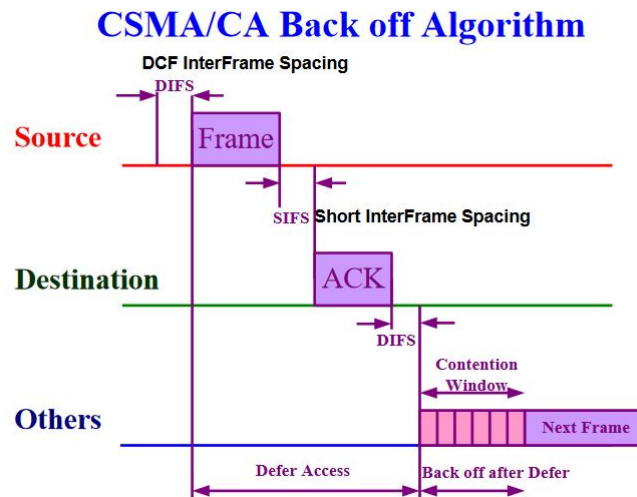 CSMA/CA Back off Algorithm
DCF InterFrame Spacing
DIFS
Source
Frame
SIFS
Short InterFrame Spacing
Destination
ACK
DIFS
Contention
Window
Others
Next Frame
Defer Access
Back off after Defer